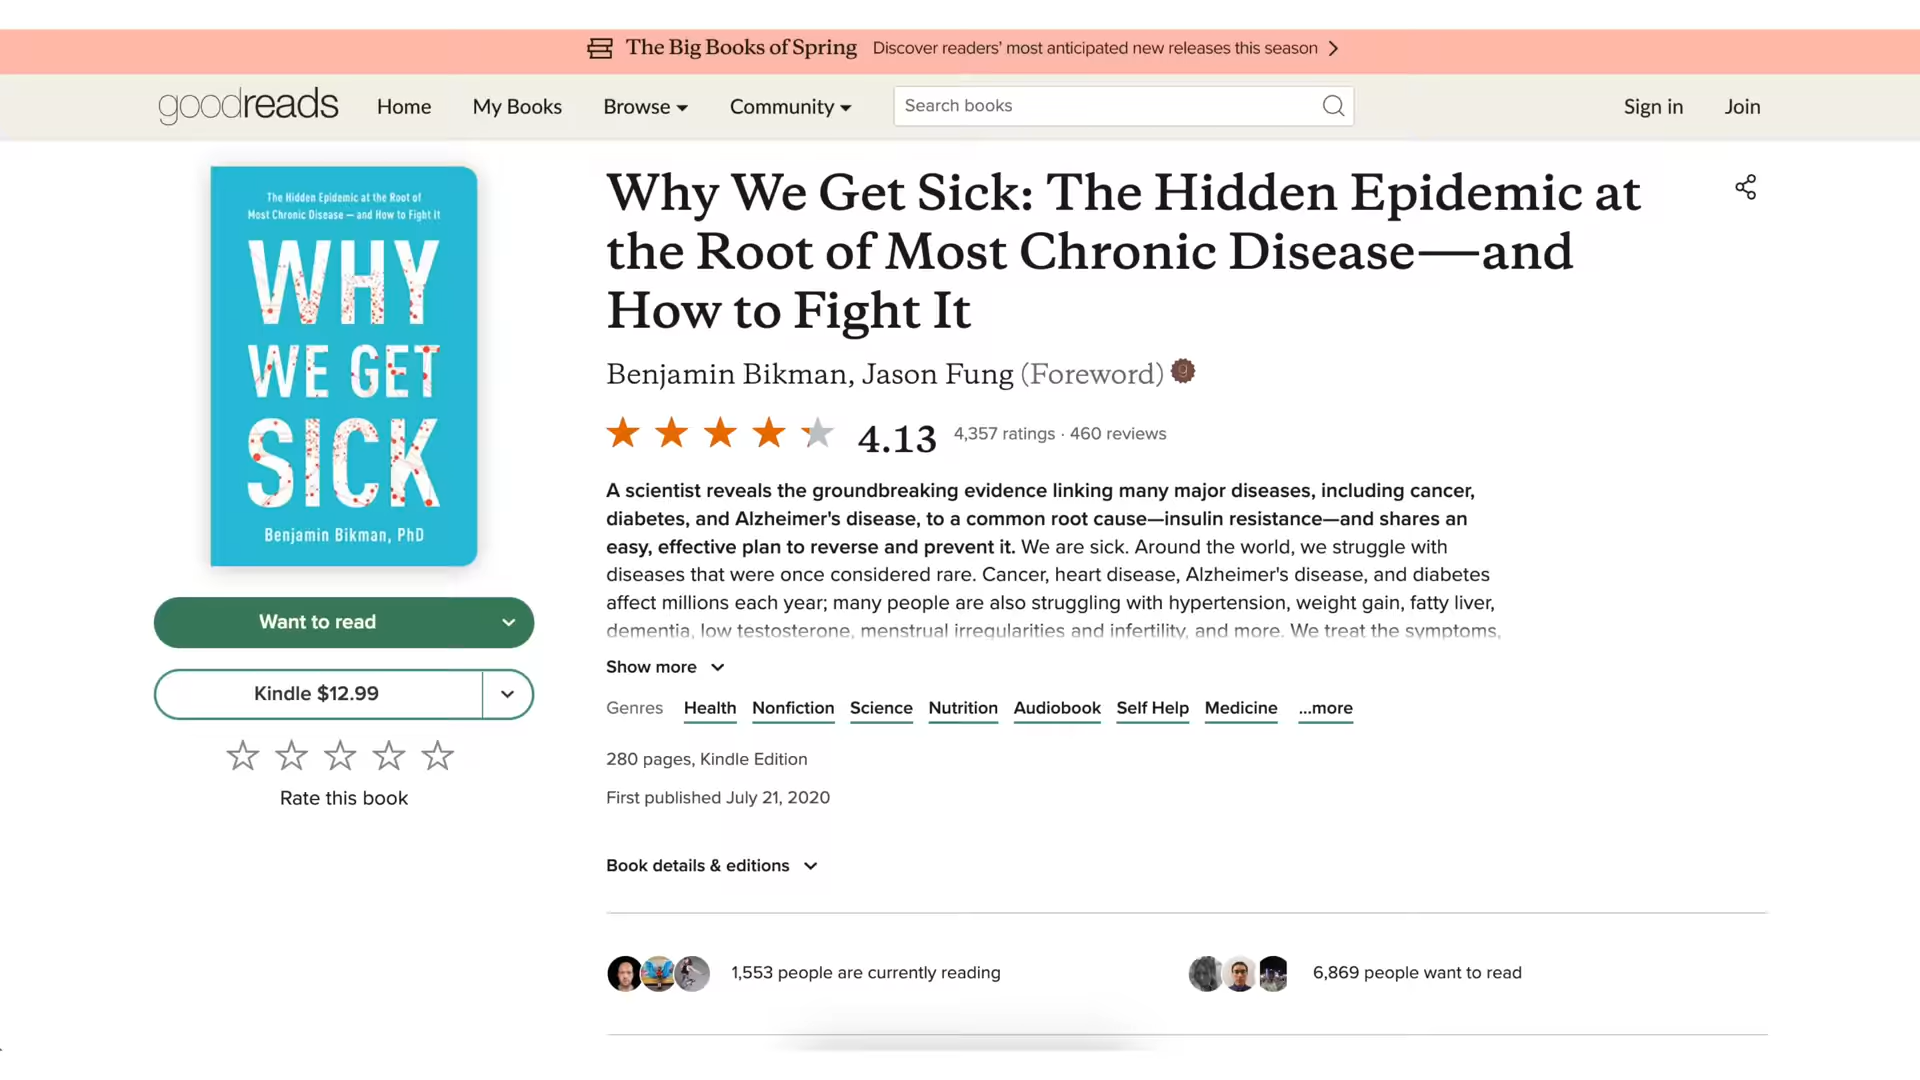 The Big Books of Spring Discover readers' most anticipated new releases this season
goodreads Home My Books Browse Community Search books Sign in Join
The Hidden Epidemic at the Root of
Most Chronic Disease – and How to Fight It
WHY
WE GET
SICK
Benjamin Bikman, PhD
Want to read
Kindle $12.99
Rate this book
Why We Get Sick: The Hidden Epidemic at
the Root of Most Chronic Disease—and
How to Fight It
Benjamin Bikman, Jason Fung (Foreword)
4.13 4,357 ratings · 460 reviews
A scientist reveals the groundbreaking evidence linking many major diseases, including cancer,
diabetes, and Alzheimer's disease, to a common root cause—insulin resistance—and shares an
easy, effective plan to reverse and prevent it. We are sick. Around the world, we struggle with
diseases that were once considered rare. Cancer, heart disease, Alzheimer's disease, and diabetes
affect millions each year; many people are also struggling with hypertension, weight gain, fatty liver,
dementia, low testosterone, menstrual irregularities and infertility, and more. We treat the symptoms,
Show more
Genres Health Nonfiction Science Nutrition Audiobook Self Help Medicine ...more
280 pages, Kindle Edition
First published July 21, 2020
Book details & editions
1,553 people are currently reading
6,869 people want to read